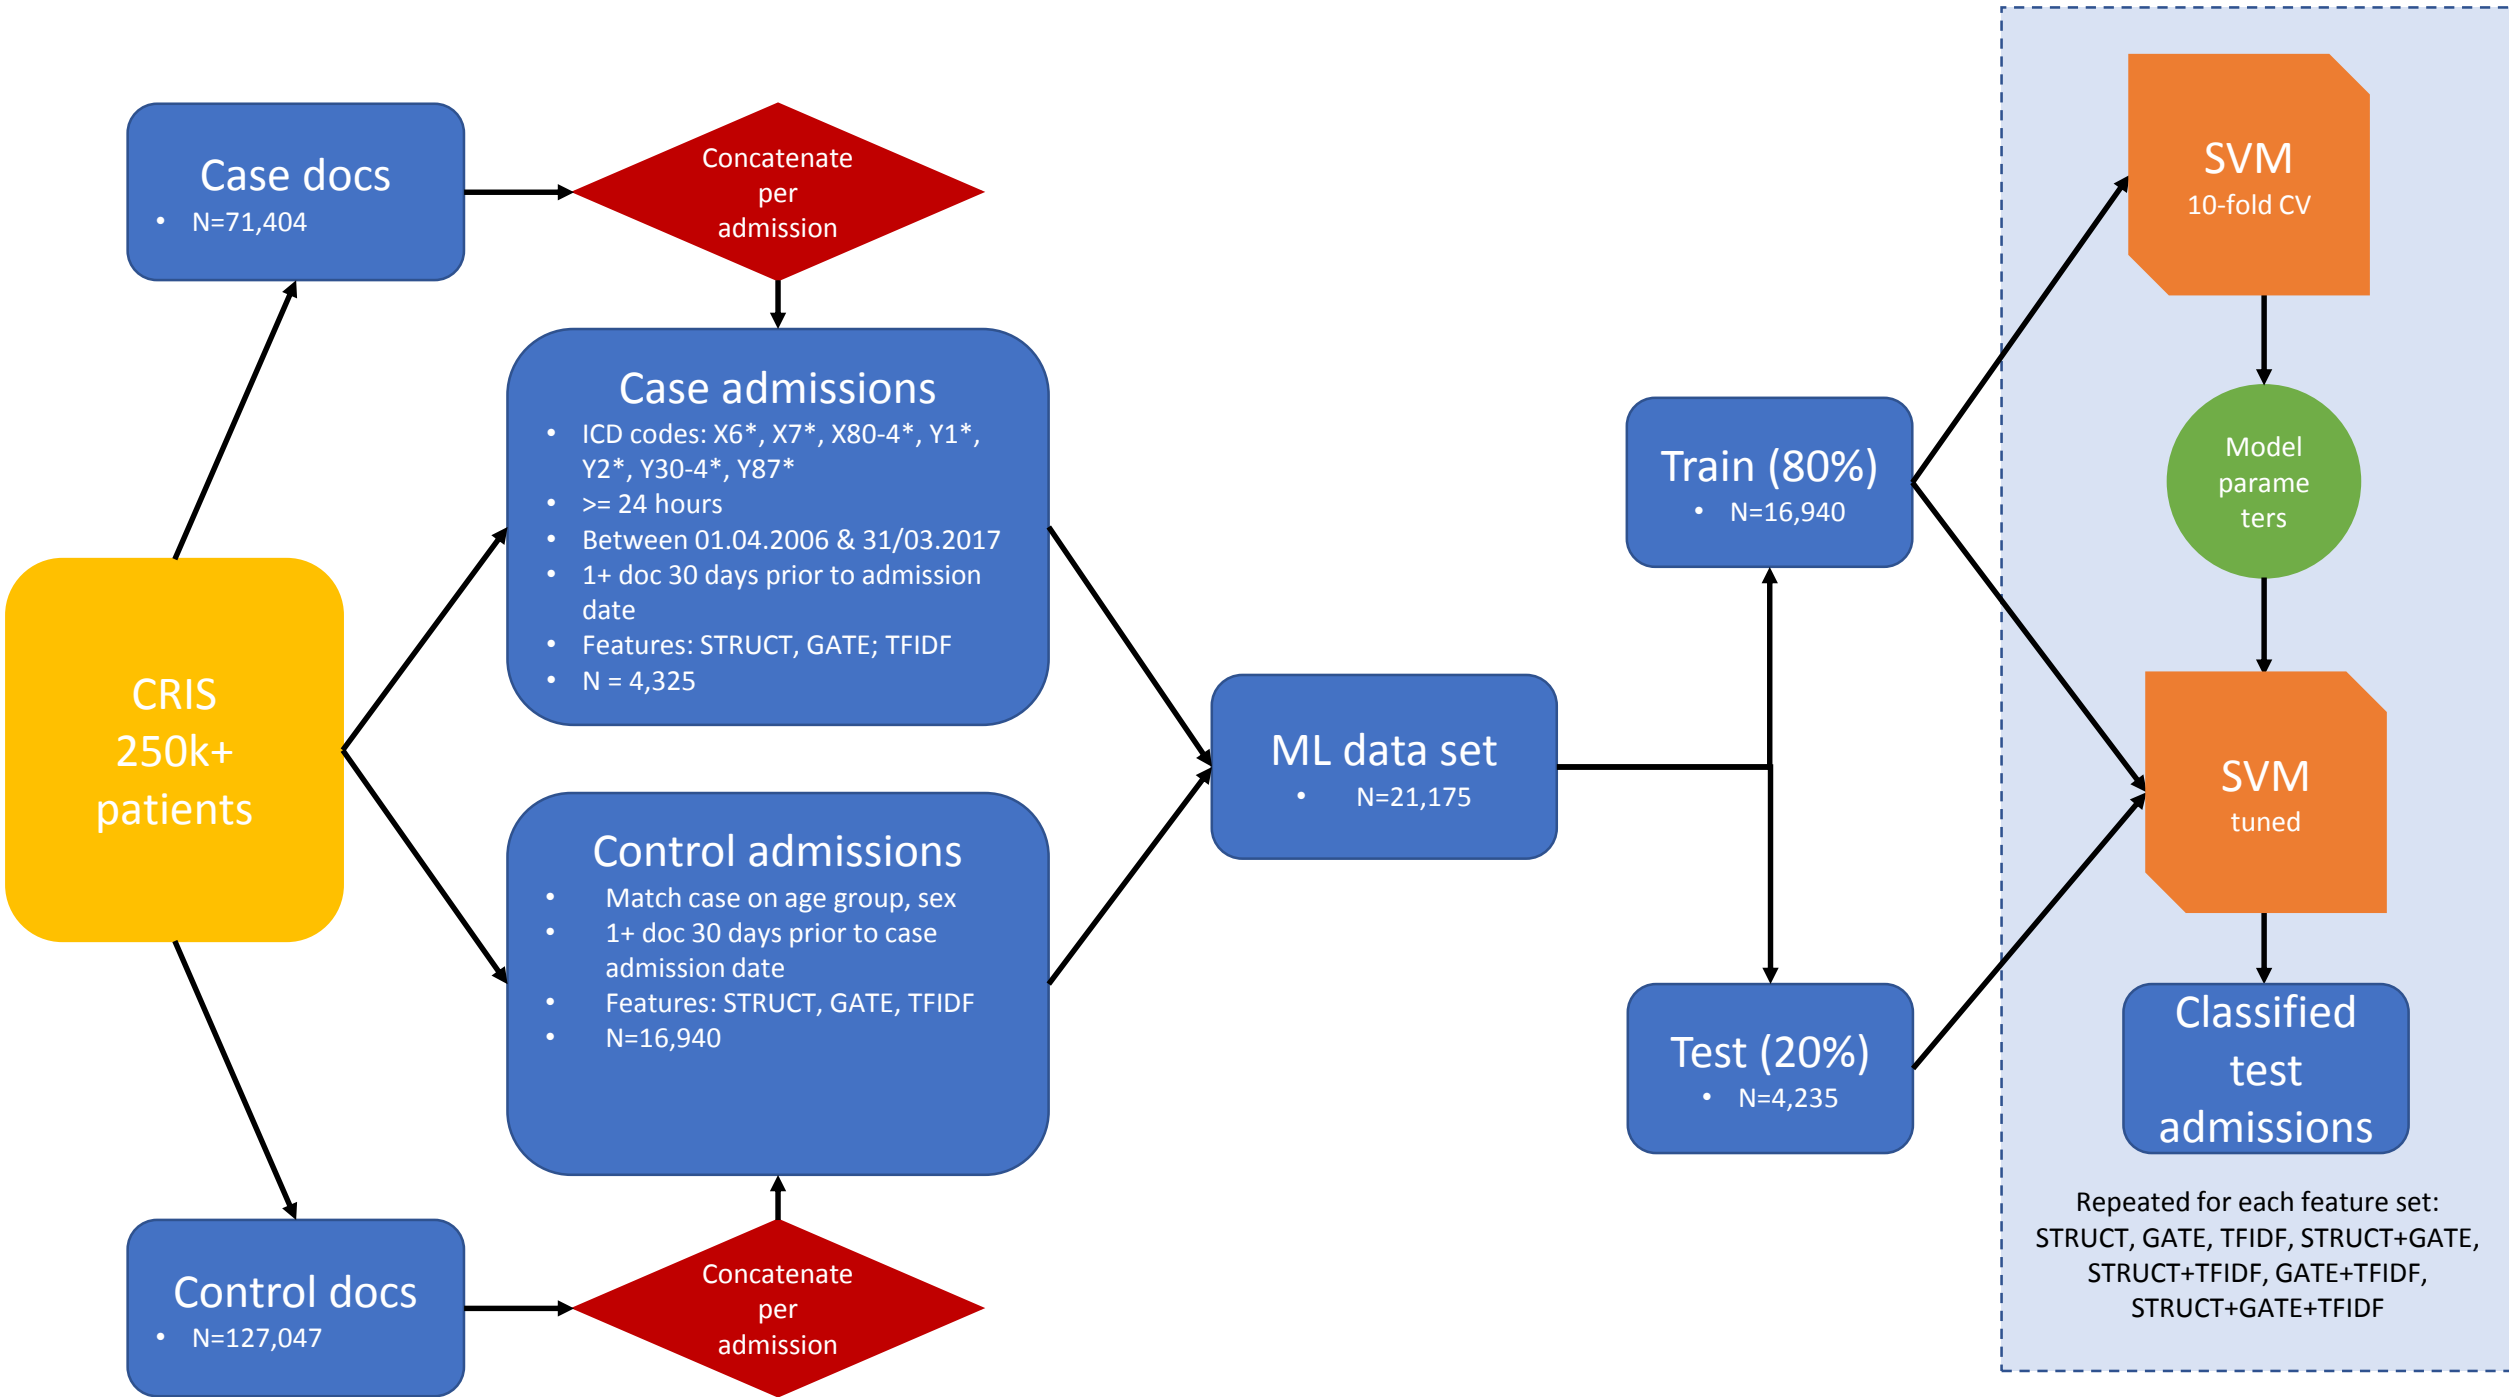 Case docs
• N=71,404
Concatenate
per
admission
Case admissions
• ICD codes: X6*, X7*, X80-4*, Y1*,
Y2*, Y30-4*, Y87*
• >= 24 hours
• Between 01.04.2006 & 31/03.2017
• 1+ doc 30 days prior to admission
date
• Features: STRUCT, GATE; TFIDF
• N = 4,325
CRIS
250k+
patients
Control admissions
• Match case on age group, sex
• 1+ doc 30 days prior to case
admission date
• Features: STRUCT, GATE, TFIDF
• N=16,940
Control docs
• N=127,047
Concatenate
per
admission
ML data set
• N=21,175
Train (80%)
• N=16,940
Test (20%)
• N=4,235
SVM
10-fold CV
Model
parame
ters
SVM
tuned
Classified
test
admissions
Repeated for each feature set:
STRUCT, GATE, TFIDF, STRUCT+GATE,
STRUCT+TFIDF, GATE+TFIDF,
STRUCT+GATE+TFIDF